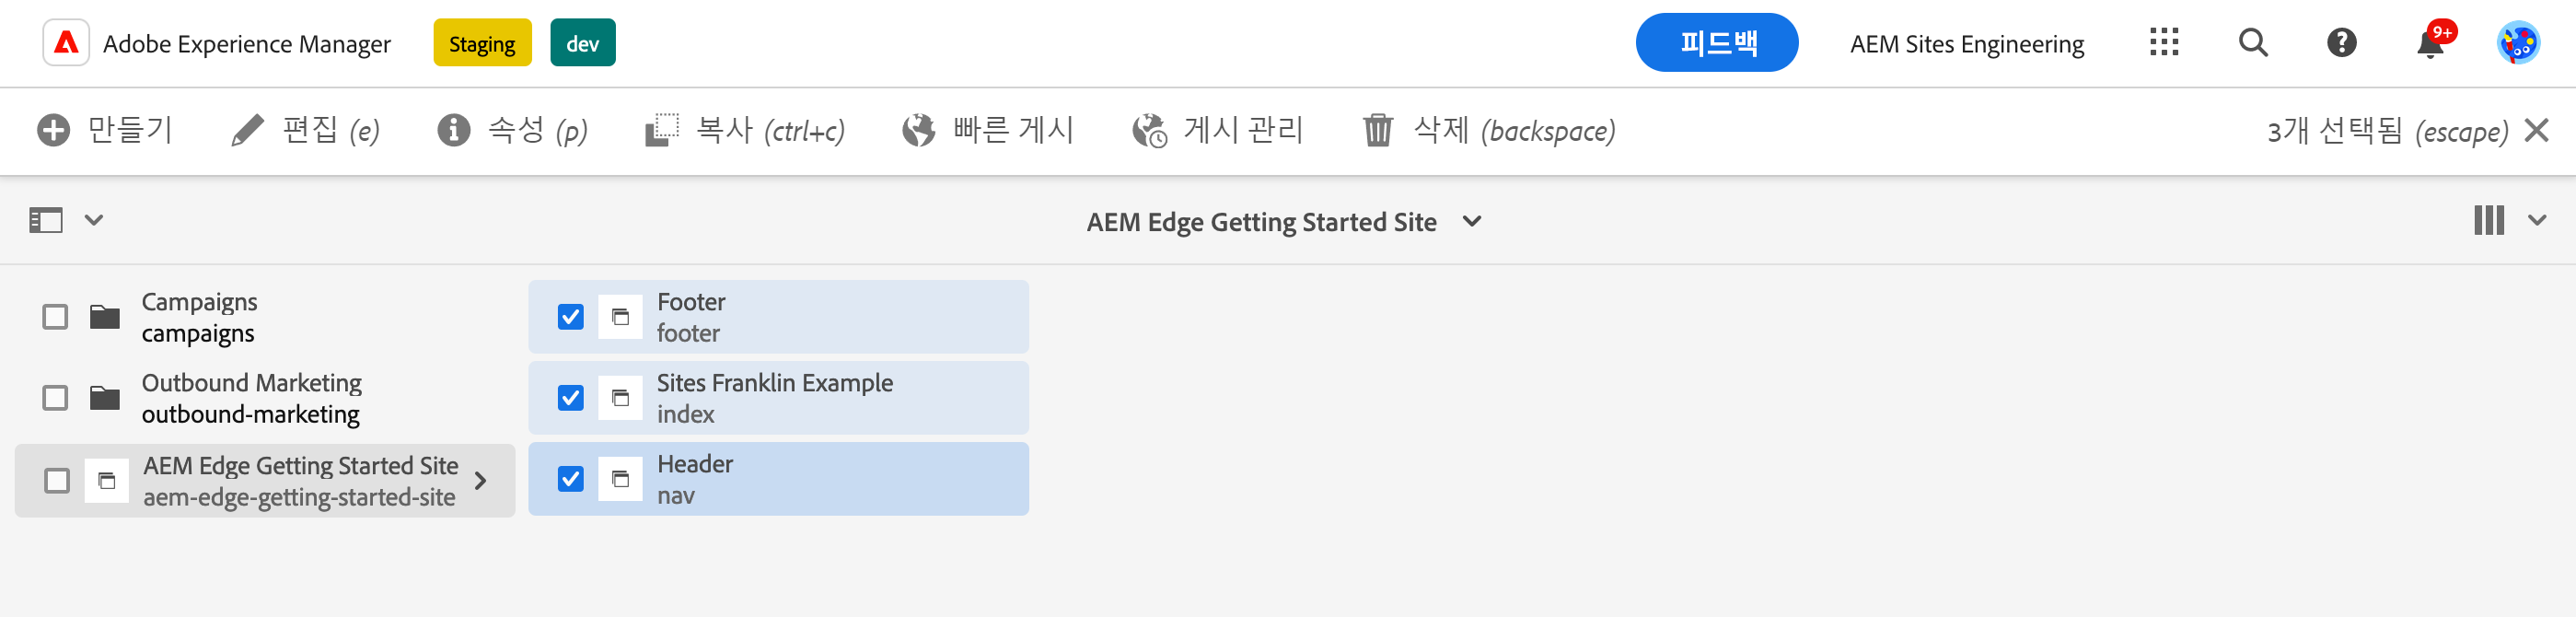 Adobe Experience Manager Staging dev 피드백 AEM Sites Engineering 9+
만들기 편집 (e) 속성 (p) 복사 (ctrl+c) 빠른 게시 게시 관리 삭제 (backspace) 3개 선택됨 (escape)
AEM Edge Getting Started Site
Campaigns
campaigns
Outbound Marketing
outbound-marketing
AEM Edge Getting Started Site
aem-edge-getting-started-site
Footer
footer
Sites Franklin Example
index
Header
nav